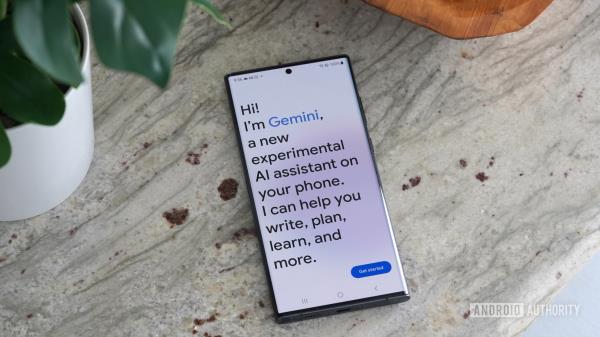 Hi!
I'm Gemini,
a new
experimental
AI assistant on
your phone.
I can help you
write, plan,
learn, and
more.
Get started
ANDROID AUTHORITY